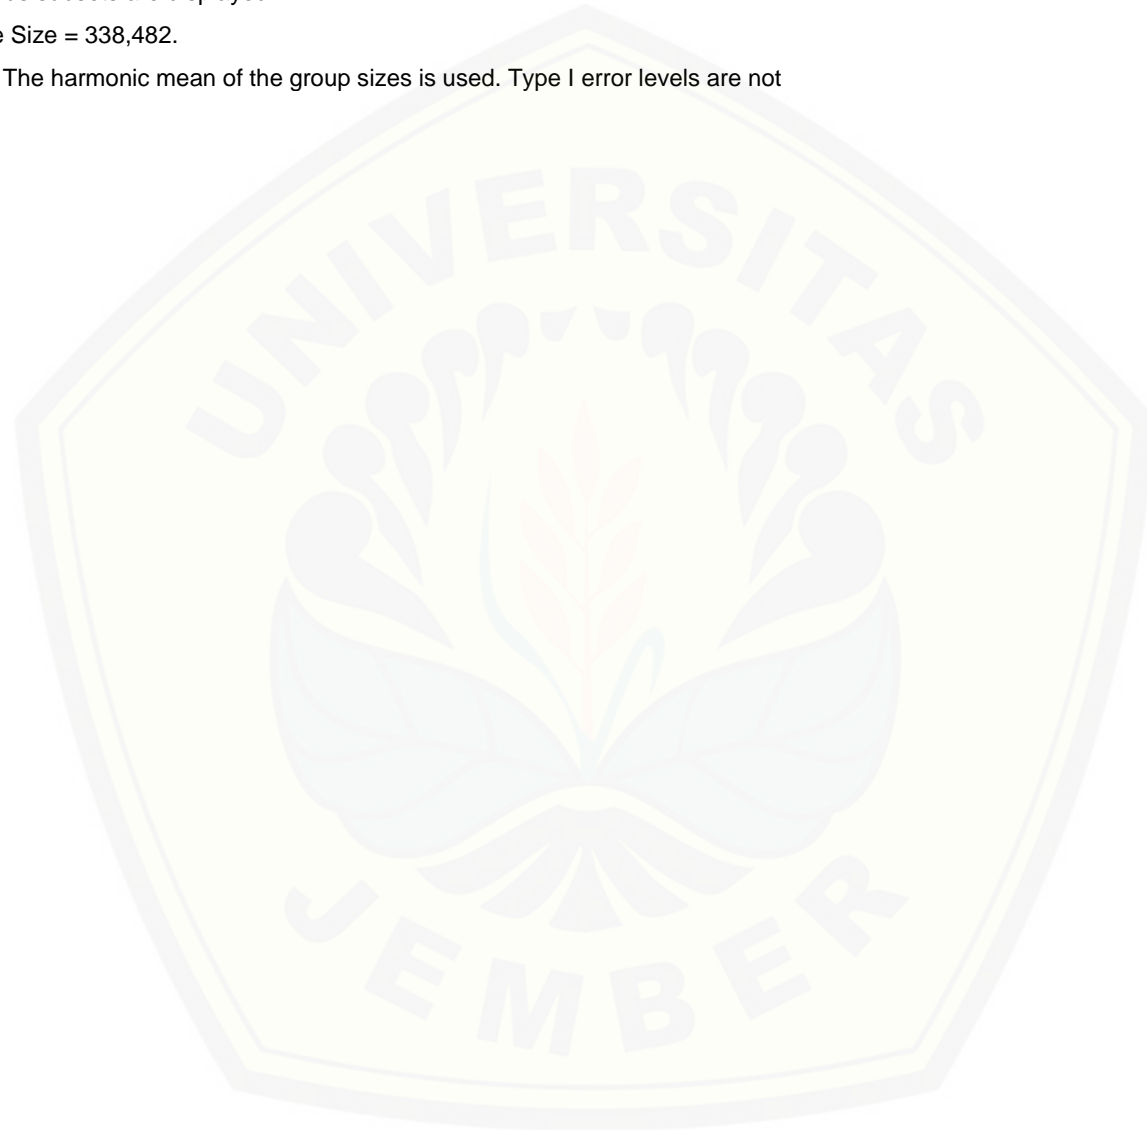 e Size = 338,482.
The harmonic mean of the group sizes is used. Type I error levels are not
UNIVERSITAS
JEMBER